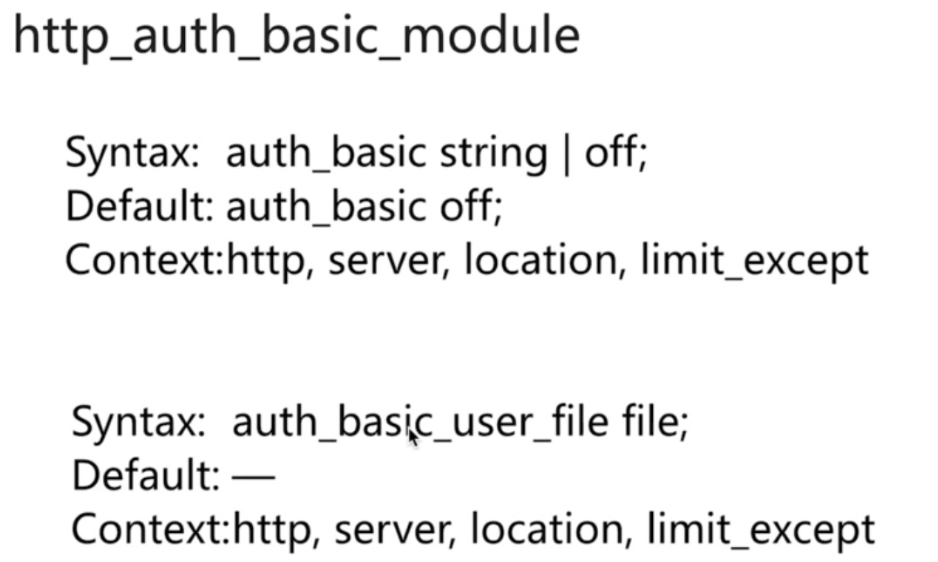 http_auth_basic_module
Syntax: auth_basic string | off;
Default: auth_basic off;
Context:http, server, location, limit_except
Syntax: auth_basic_user_file file;
Default: —
Context:http, server, location, limit_except